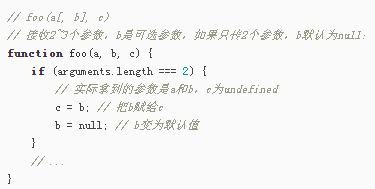 // foo(a[, b], c)
// 接收2~3个参数，b是可选参数，如果只传2个参数，b默认为null：
function foo(a, b, c) {
if (arguments.length === 2) {
// 实际拿到的参数是a和b，c为undefined
c = b; // 把b赋给c
b = null; // b变为默认值
}
// ...
}